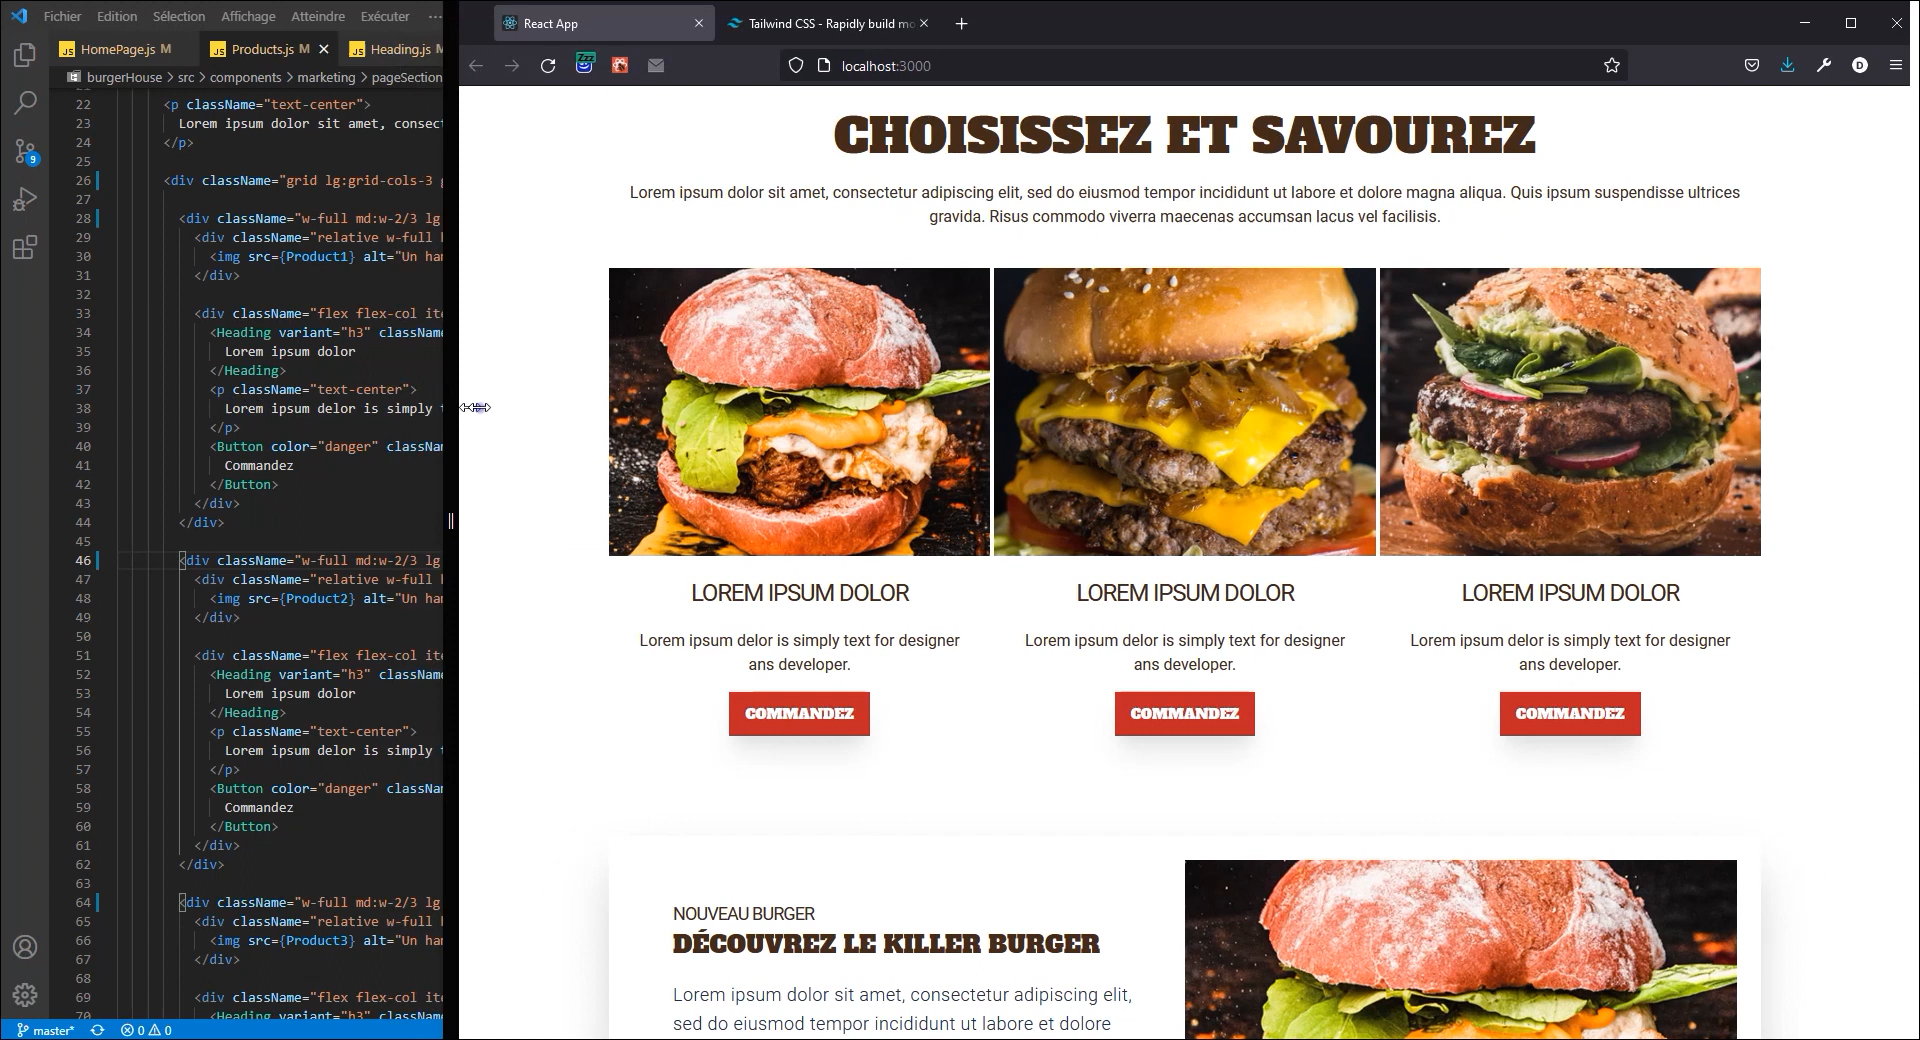 Fichier Edition Sélection Affichage Atteindre Exécuter ···
HomePage.js M Products.js M Heading.js M
burgerHouse > src > components > marketing > pageSection
22 <p className="text-center">
23 Lorem ipsum dolor sit amet, consect
24 </p>
25
26 <div className="grid lg:grid-cols-3 g
27
28 <div className="w-full md:w-2/3 lg
29 <div className="relative w-full h
30 <img src={Product1} alt="Un ham
31 </div>
32
33 <div className="flex flex-col ite
34 <Heading variant="h3" className
35 Lorem ipsum dolor
36 </Heading>
37 <p className="text-center">
38 Lorem ipsum delor is simply t
39 </p>
40 <Button color="danger" classNam
41 Commandez
42 </Button>
43 </div>
44 </div>
45
46 <div className="w-full md:w-2/3 lg
47 <div className="relative w-full h
48 <img src={Product2} alt="Un ham
49 </div>
50
51 <div className="flex flex-col ite
52 <Heading variant="h3" className
53 Lorem ipsum dolor
54 </Heading>
55 <p className="text-center">
56 Lorem ipsum delor is simply t
57 </p>
58 <Button color="danger" classNam
59 Commandez
60 </Button>
61 </div>
62 </div>
63
64 <div className="w-full md:w-2/3 lg
65 <div className="relative w-full h
66 <img src={Product3} alt="Un ham
67 </div>
68
69 <div className="flex flex-col ite
70 <Heading variant="h3" className
9
master* 0 0
React App
Tailwind CSS - Rapidly build mo
localhost:3000
D
CHOISISSEZ ET SAVOUREZ
Lorem ipsum dolor sit amet, consectetur adipiscing elit, sed do eiusmod tempor incididunt ut labore et dolore magna aliqua. Quis ipsum suspendisse ultrices
gravida. Risus commodo viverra maecenas accumsan lacus vel facilisis.
LOREM IPSUM DOLOR
Lorem ipsum delor is simply text for designer
ans developer.
COMMANDEZ
LOREM IPSUM DOLOR
Lorem ipsum delor is simply text for designer
ans developer.
COMMANDEZ
LOREM IPSUM DOLOR
Lorem ipsum delor is simply text for designer
ans developer.
COMMANDEZ
NOUVEAU BURGER
DÉCOUVREZ LE KILLER BURGER
Lorem ipsum dolor sit amet, consectetur adipiscing elit,
sed do eiusmod tempor incididunt ut labore et dolore